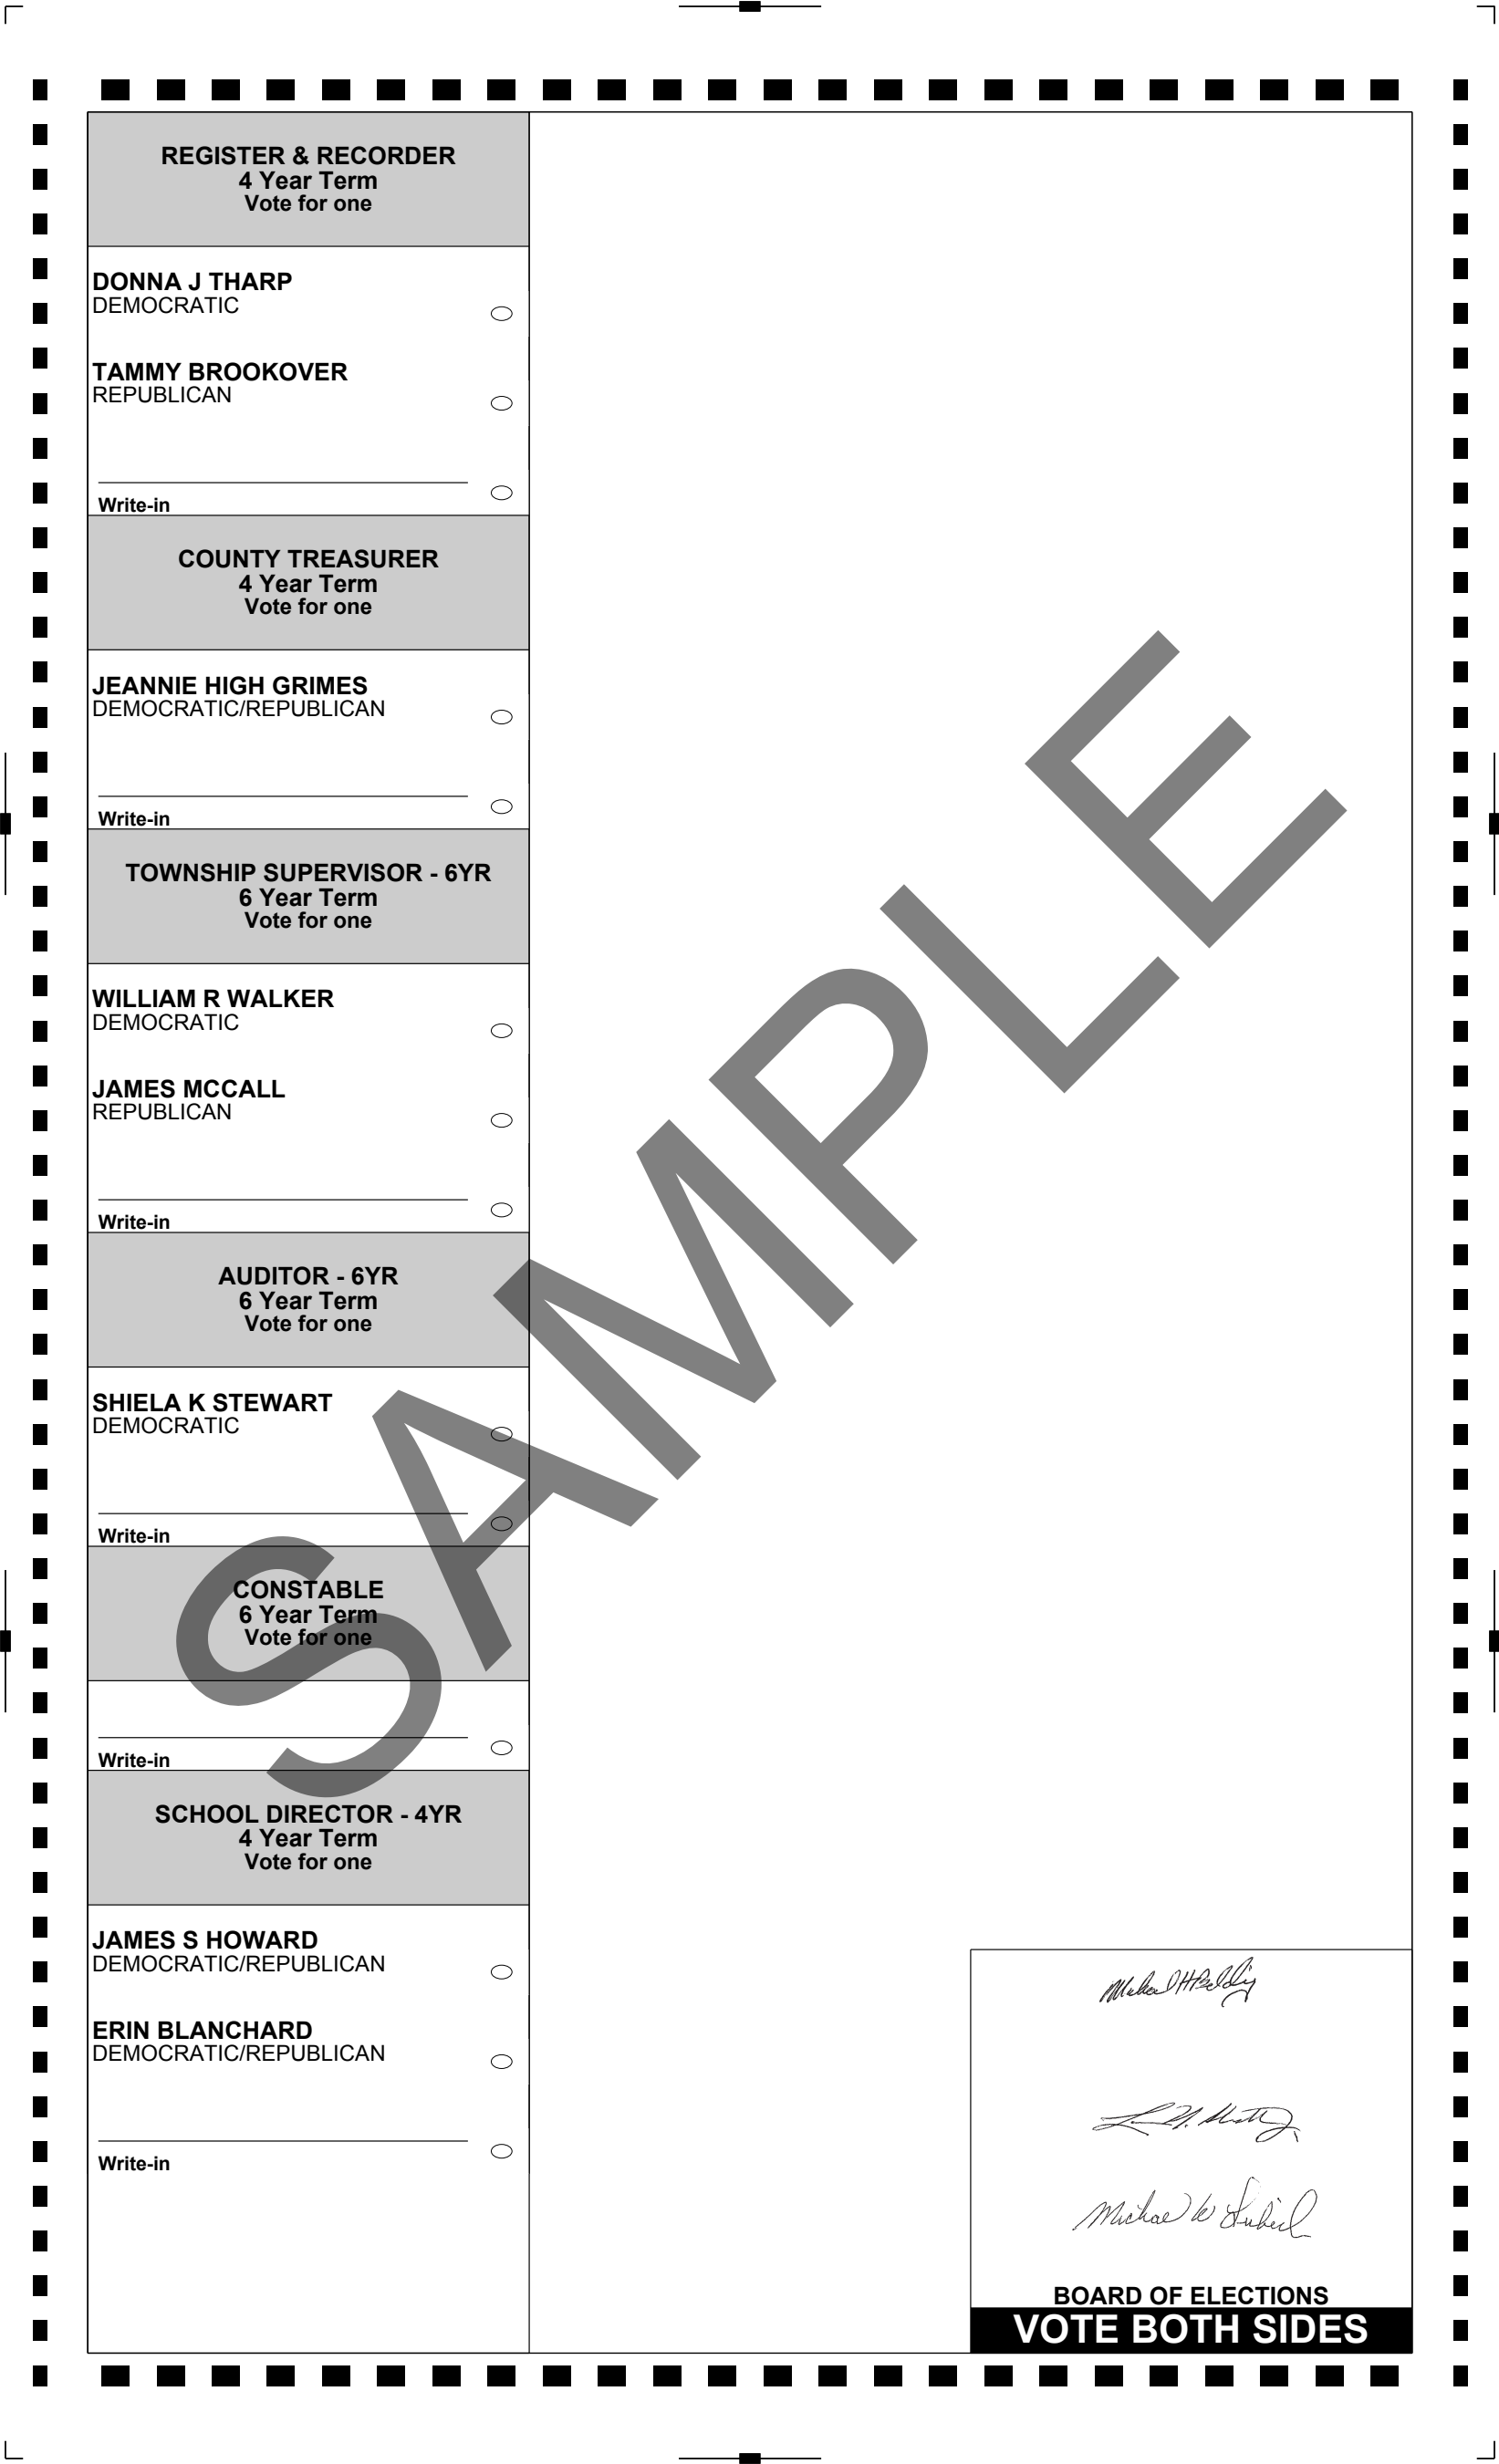 REGISTER & RECORDER
4 Year Term
Vote for one
DONNA J THARP
DEMOCRATIC
TAMMY BROOKOVER
REPUBLICAN
Write-in
COUNTY TREASURER
4 Year Term
Vote for one
JEANNIE HIGH GRIMES
DEMOCRATIC/REPUBLICAN
Write-in
TOWNSHIP SUPERVISOR - 6YR
6 Year Term
Vote for one
WILLIAM R WALKER
DEMOCRATIC
JAMES MCCALL
REPUBLICAN
Write-in
AUDITOR - 6YR
6 Year Term
Vote for one
SHIELA K STEWART
DEMOCRATIC
Write-in
CONSTABLE
6 Year Term
Vote for one
Write-in
SCHOOL DIRECTOR - 4YR
4 Year Term
Vote for one
JAMES S HOWARD
DEMOCRATIC/REPUBLICAN
ERIN BLANCHARD
DEMOCRATIC/REPUBLICAN
Write-in
SAMPLE
Michael W
BOARD OF ELECTIONS
VOTE BOTH SIDES